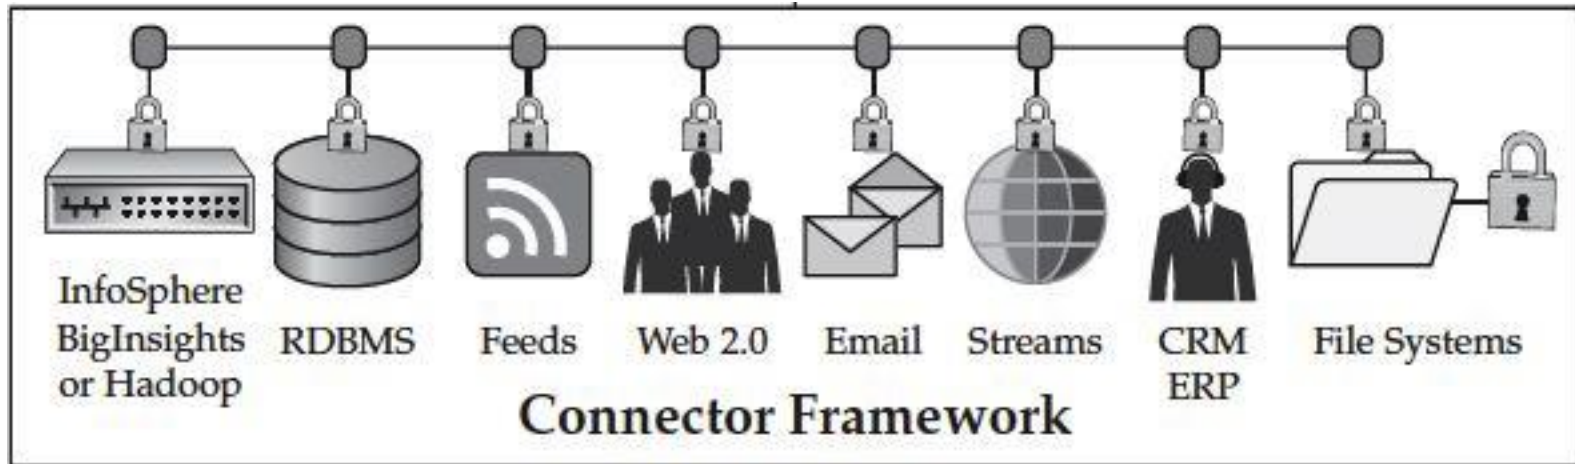 InfoSphere
BigInsights
or Hadoop
RDBMS
Feeds
Web 2.0
Email
Streams
CRM
ERP
File Systems
Connector Framework